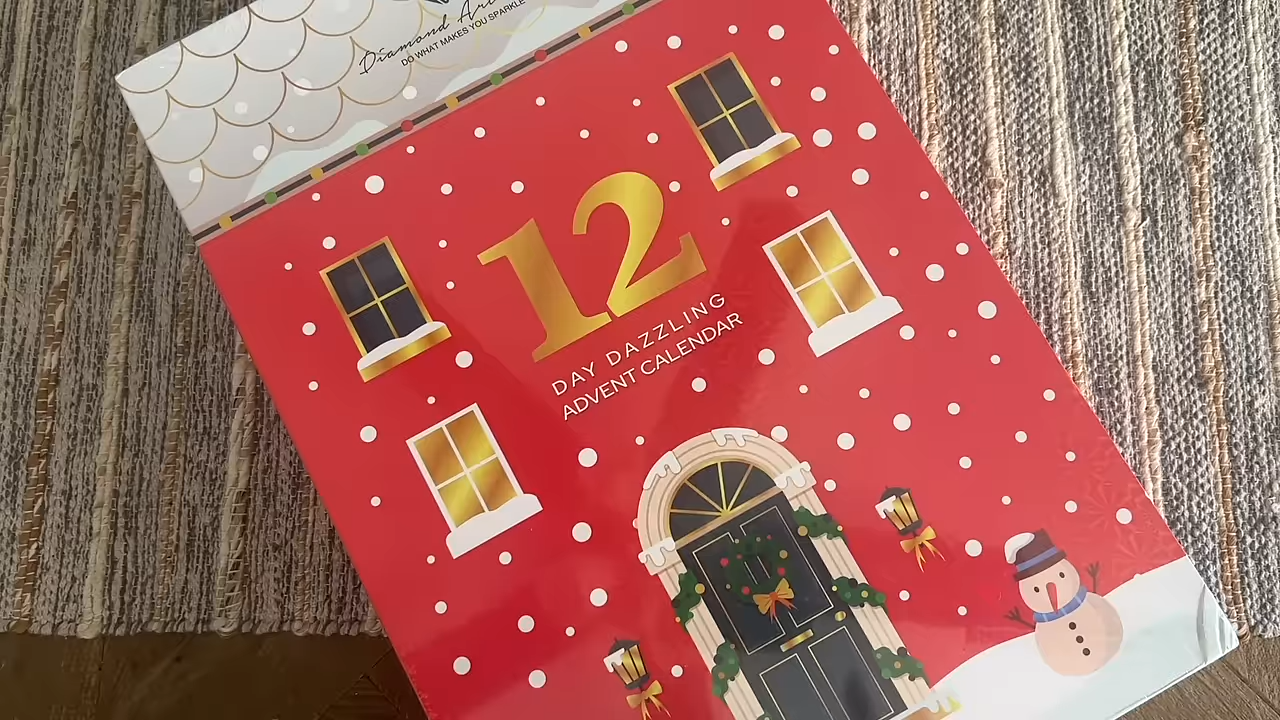 Diamond Art
DO WHAT MAKES YOU SPARKLE
12
DAY DAZZLING
ADVENT CALENDAR